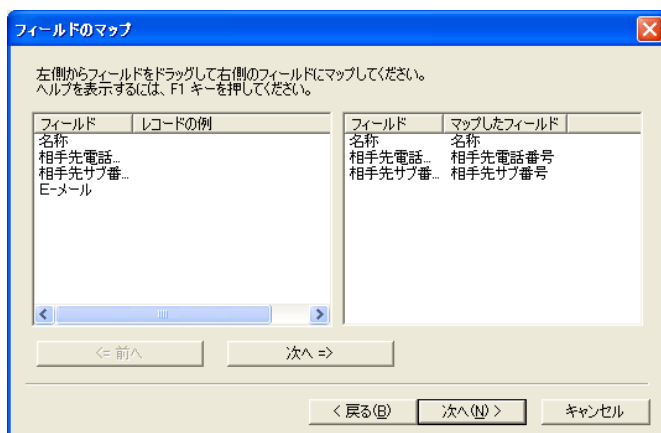 フィールドのマップ
左側からフィールドをドラッグして右側のフィールドにマップしてください。
ヘルプを表示するには、F1 キーを押してください。
フィールド レコードの例
名称
相手先電話...
相手先サブ番...
E-メール
フィールド マップしたフィールド
名称 名称
相手先電話... 相手先電話番号
相手先サブ番... 相手先サブ番号
<= 前へ 次へ =>
< 戻る(B) 次へ(N) > キャンセル